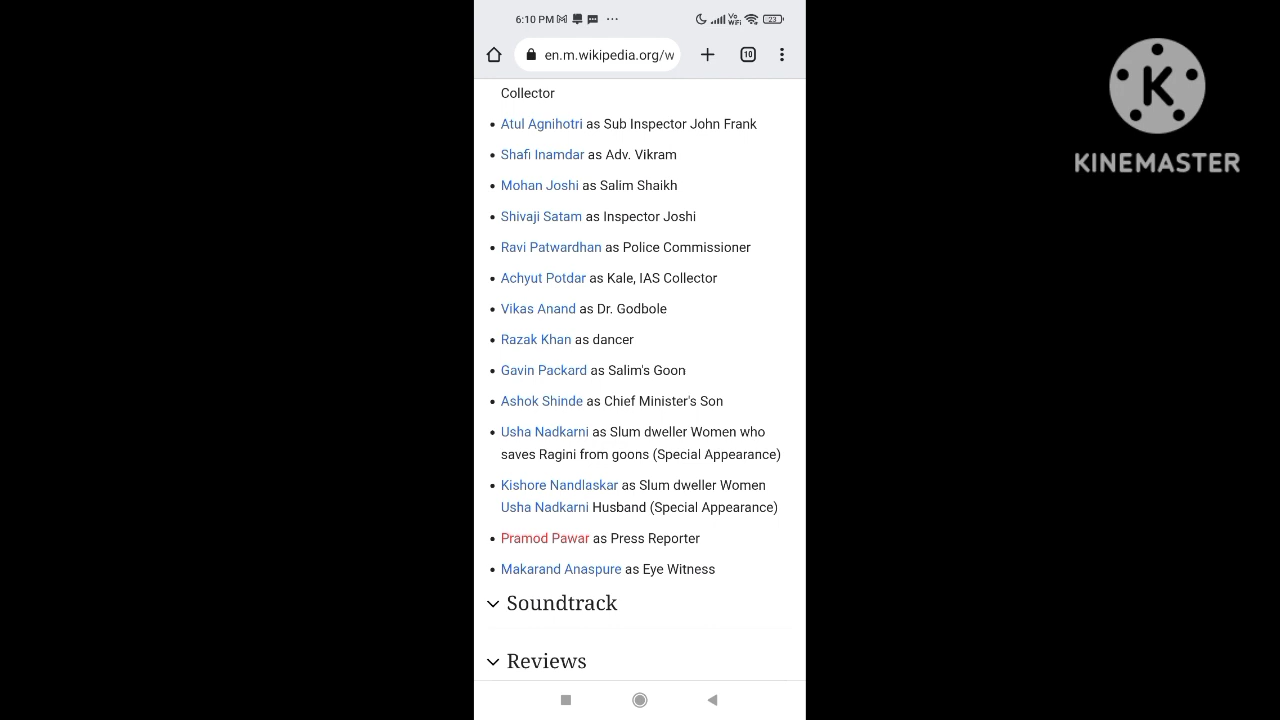 6:10 PM
Vo
WiFi
23
en.m.wikipedia.org/w
10
K
KINEMASTER
Collector
Atul Agnihotri as Sub Inspector John Frank
Shafi Inamdar as Adv. Vikram
Mohan Joshi as Salim Shaikh
Shivaji Satam as Inspector Joshi
Ravi Patwardhan as Police Commissioner
Achyut Potdar as Kale, IAS Collector
Vikas Anand as Dr. Godbole
Razak Khan as dancer
Gavin Packard as Salim's Goon
Ashok Shinde as Chief Minister's Son
Usha Nadkarni as Slum dweller Women who
saves Ragini from goons (Special Appearance)
Kishore Nandlaskar as Slum dweller Women
Usha Nadkarni Husband (Special Appearance)
Pramod Pawar as Press Reporter
Makarand Anaspure as Eye Witness
Soundtrack
Reviews